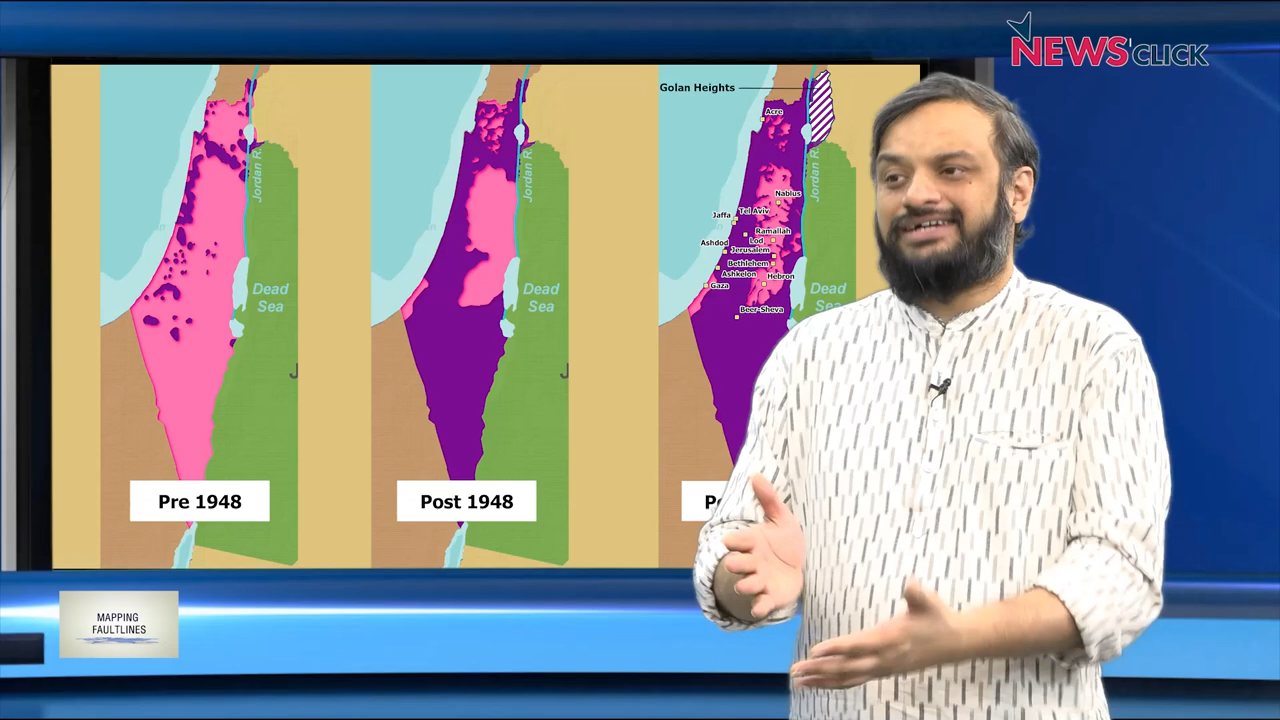 NEWSCLICK
Golan Heights
Acre
Jordan R.
Jordan R.
Jordan R.
Nablus
Tel Aviv
Jaffa
Ramallah
Ashdod
Lod
Jerusalem
Bethlehem
Ashkelon
Hebron
Gaza
Beer-Sheva
Dead
Sea
Dead
Sea
Dead
Sea
J
J
Pre 1948
Post 1948
MAPPING
FAULTLINES